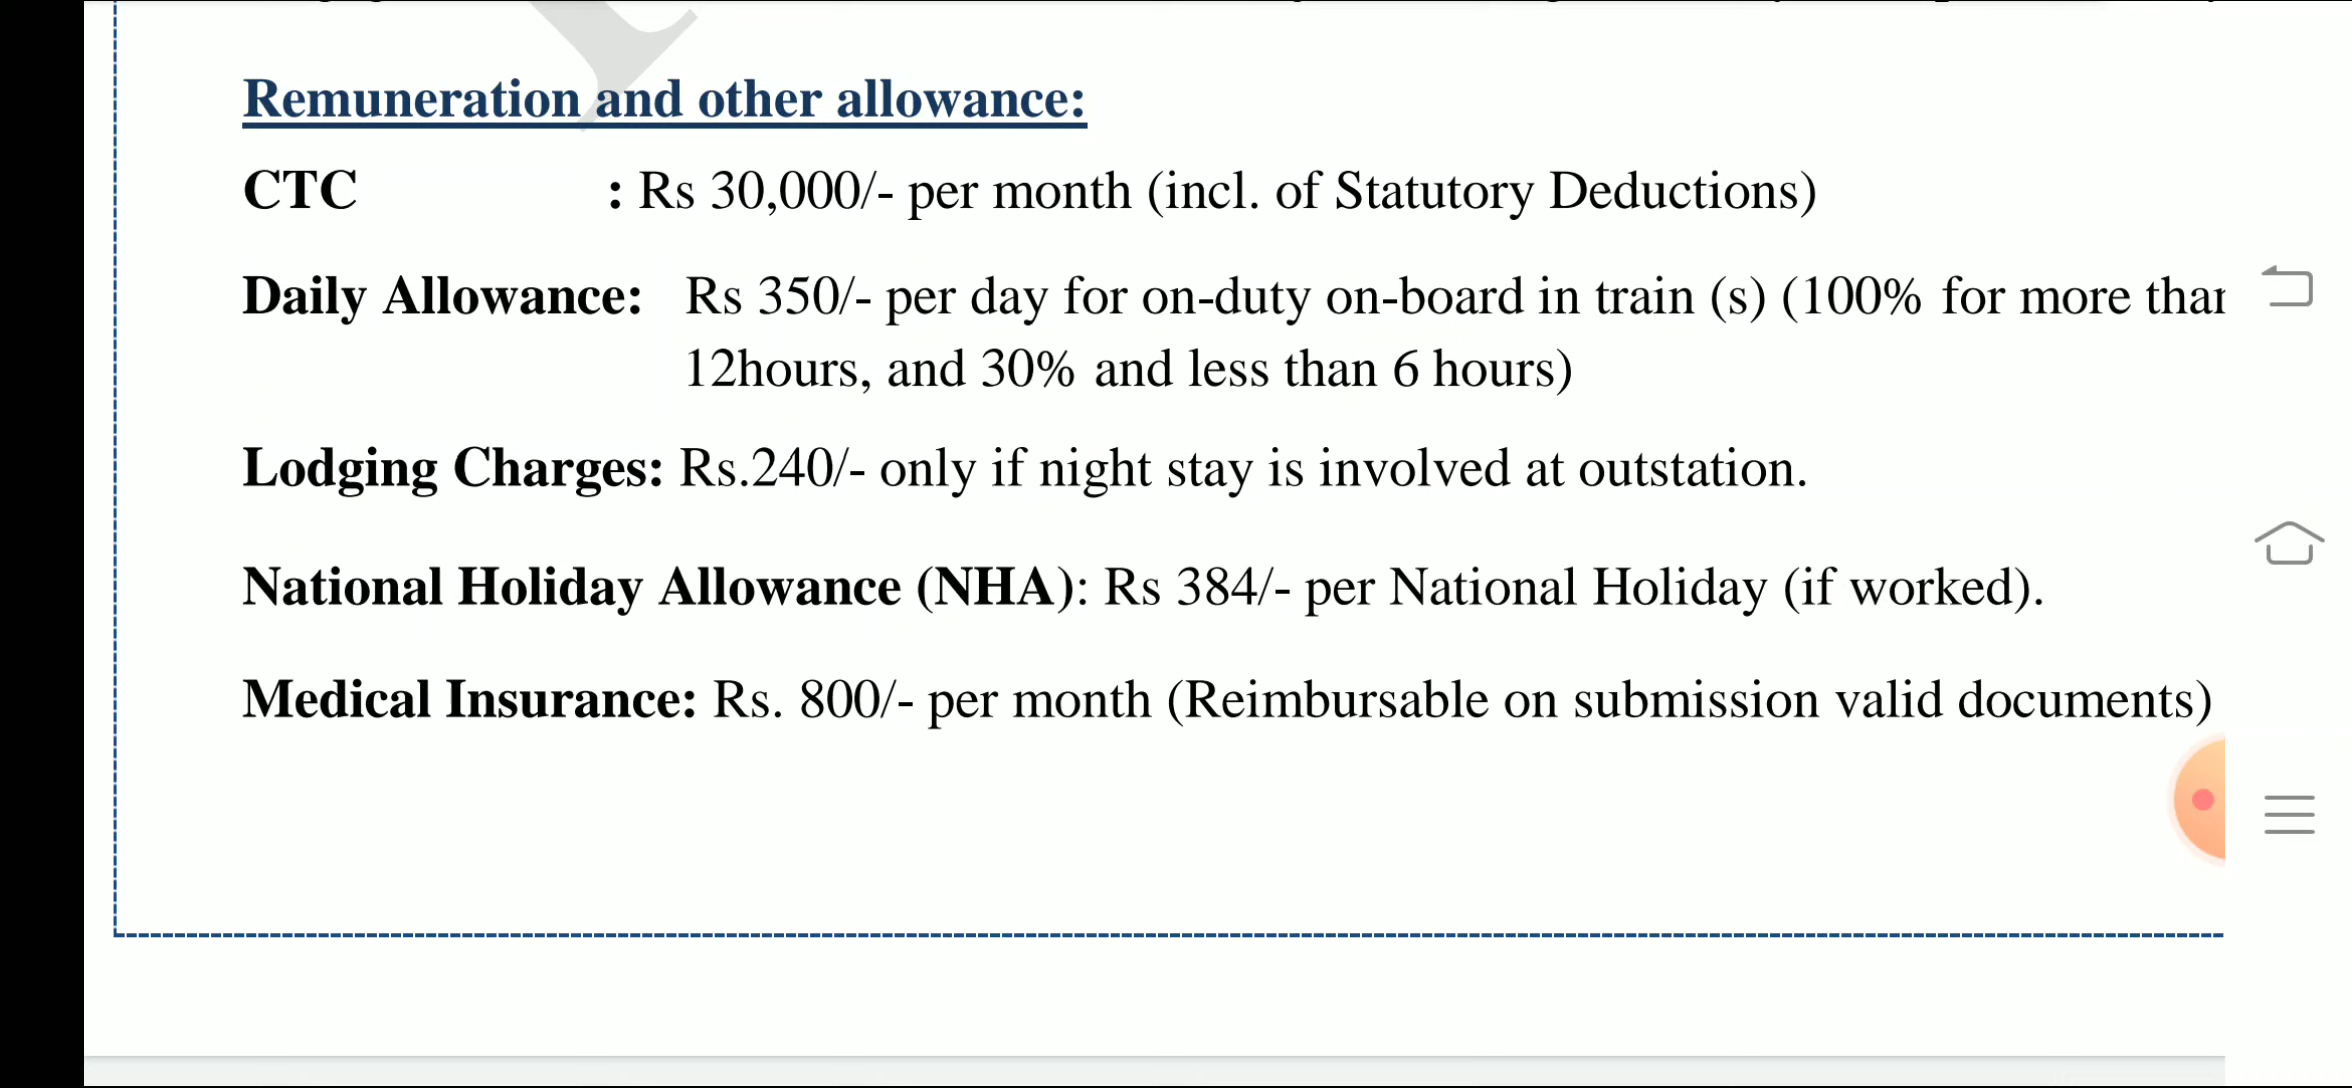 Remuneration and other allowance:
CTC : Rs 30,000/- per month (incl. of Statutory Deductions)
Daily Allowance: Rs 350/- per day for on-duty on-board in train (s) (100% for more than
12hours, and 30% and less than 6 hours)
Lodging Charges: Rs.240/- only if night stay is involved at outstation.
National Holiday Allowance (NHA): Rs 384/- per National Holiday (if worked).
Medical Insurance: Rs. 800/- per month (Reimbursable on submission valid documents)